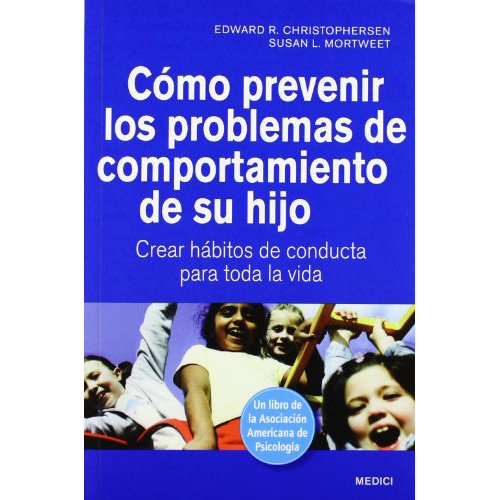 EDWARD R. CHRISTOPHERSEN
SUSAN L. MORTWEET
Cómo prevenir
los problemas de
comportamiento
de su hijo
Crear hábitos de conducta
para toda la vida
Un libro de
la Asociación
Americana de
Psicología
MEDICI